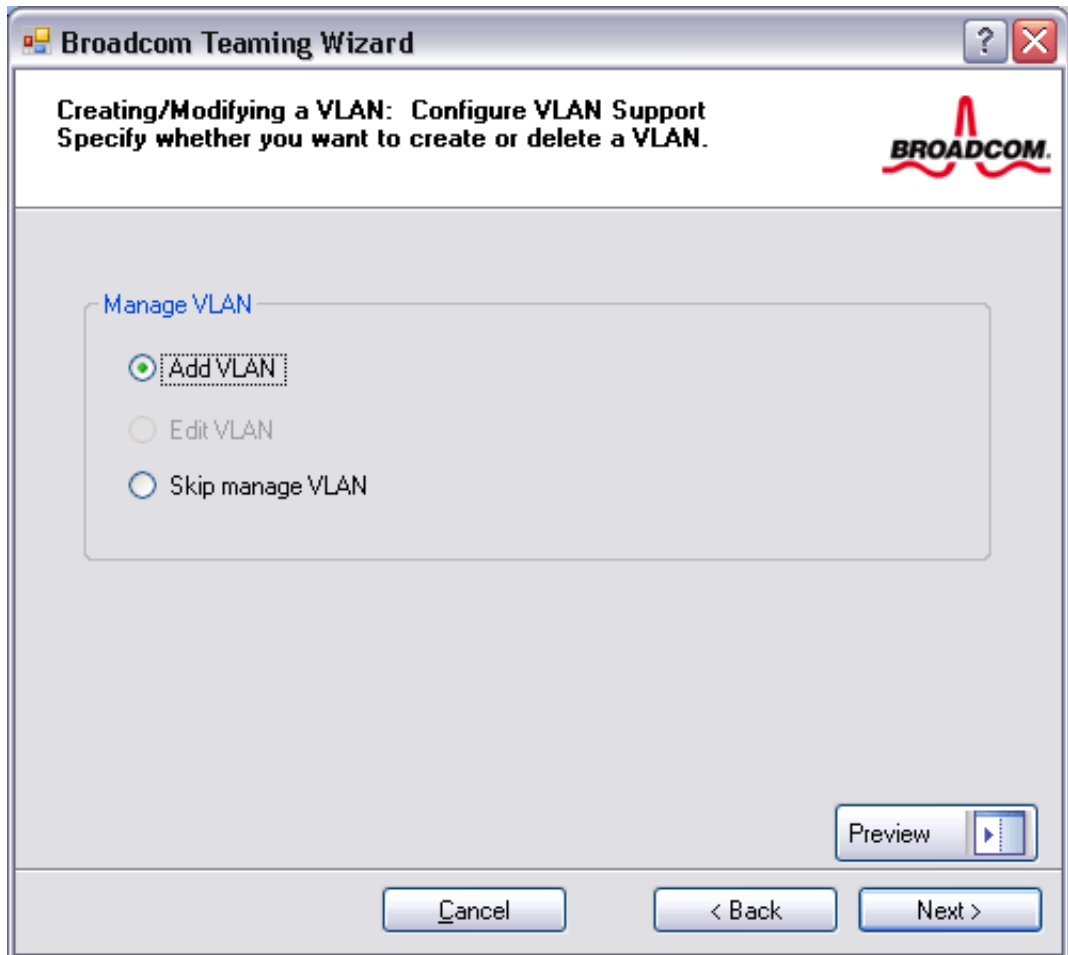 Broadcom Teaming Wizard
?
Creating/Modifying a VLAN: Configure VLAN Support
Specify whether you want to create or delete a VLAN.
BROADCOM.
Manage VLAN
Add VLAN
Edit VLAN
Skip manage VLAN
Preview
Cancel
< Back
Next >